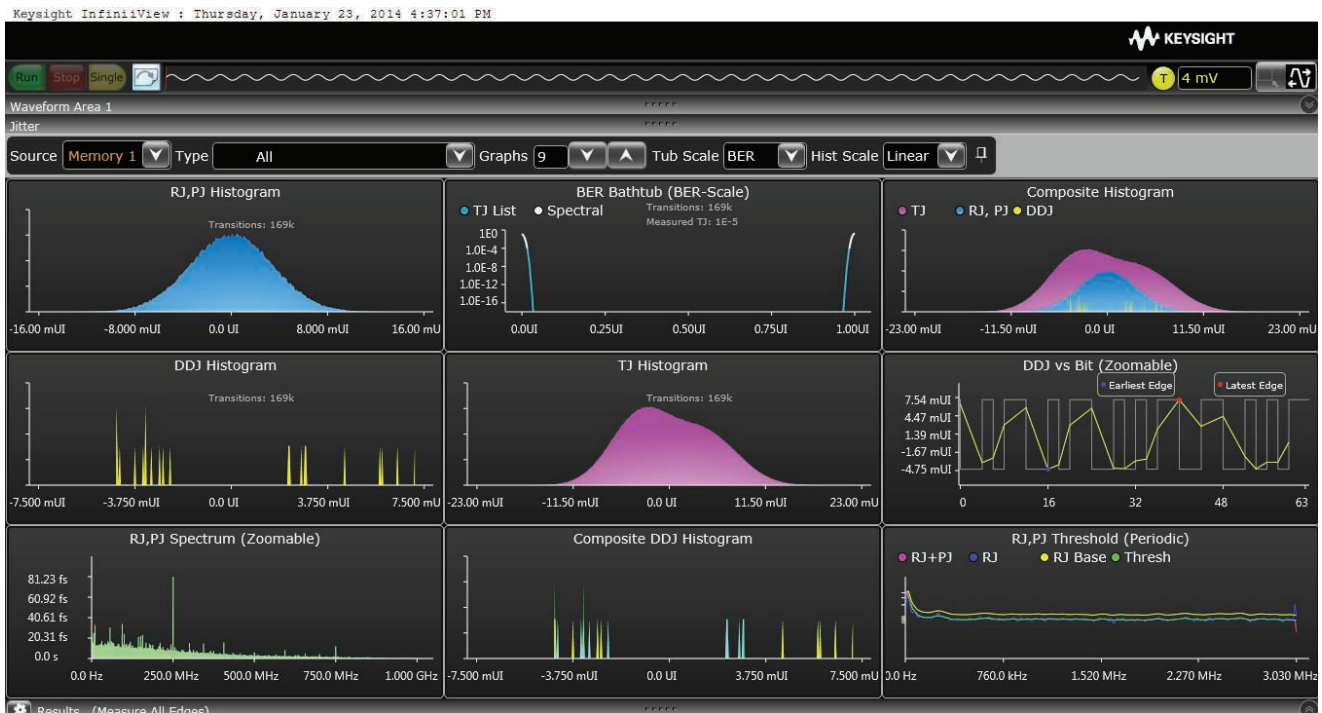 Keysight InfiniiView : Thursday, January 23, 2014 4:37:01 PM
KEYSIGHT
Run Stop Single T 4 mV
Waveform Area 1
Jitter
Source Memory 1 Type All Graphs 9 Tub Scale BER Hist Scale Linear
RJ,PJ Histogram
Transitions: 169k
-16.00 mUI -8.000 mUI 0.0 UI 8.0000 mUI 16.00 mU
BER Bathtub (BER-Scale)
TJ List Spectral Transitions: 169k
Measured TJ: 1E-5
1E0
1.0E-4
1.0E-8
1.0E-12
1.0E-16
0.0UI 0.25UI 0.50UI 0.75UI 1.00UI
Composite Histogram
TJ RJ, PJ DDJ
-23.00 mUI -11.50 mUI 0.0 UI 11.50 mUI 23.00 mU
DDJ Histogram
Transitions: 169k
-7.500 mUI -3.750 mUI 0.0 UI 3.750 mUI 7.500 mU
TJ Histogram
Transitions: 169k
-23.00 mUI -11.50 mUI 0.0 UI 11.50 mUI 23.00 mU
DDJ vs Bit (Zoomable)
Earliest Edge Latest Edge
7.54 mUI
4.47 mUI
1.39 mUI
-1.67 mUI
-4.75 mUI
0 16 32 48 63
RJ,PJ Spectrum (Zoomable)
81.23 fs
60.92 fs
40.61 fs
20.31 fs
0.0 s
0.0 Hz 250.0 MHz 500.0 MHz 750.0 MHz 1.000 GHz
Composite DDJ Histogram
-7.500 mUI -3.750 mUI 0.0 UI 3.750 mUI 7.500 mU
RJ,PJ Threshold (Periodic)
RJ+PJ RJ RJ Base Thresh
0.0 Hz 760.0 kHz 1.520 MHz 2.270 MHz 3.030 MHz
Results (Measure All Edges)